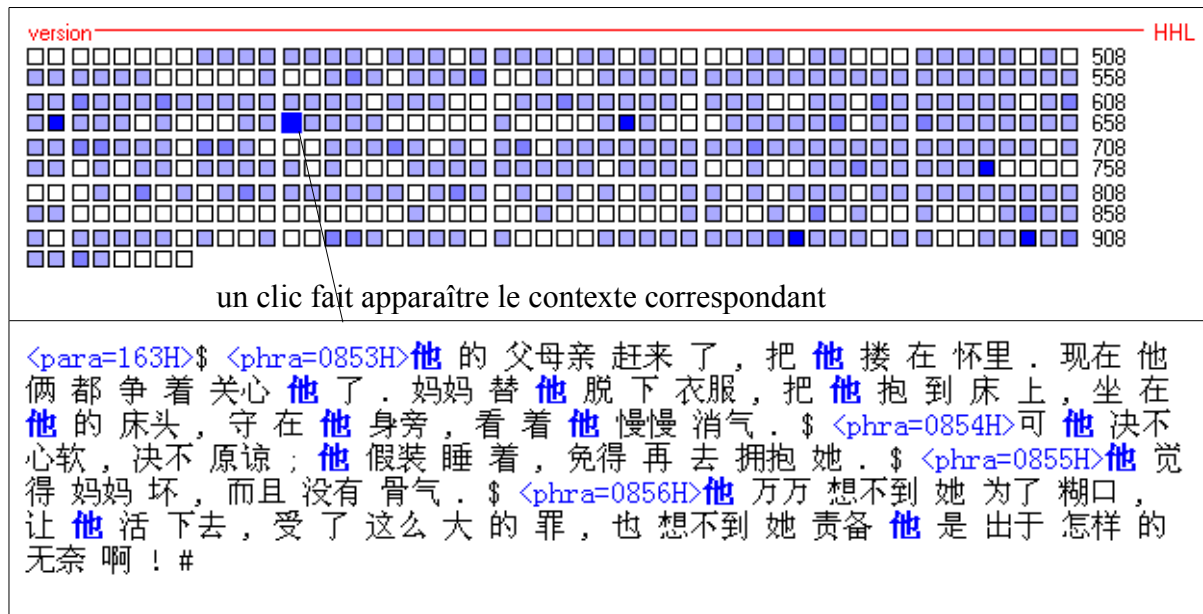 version HHL
508
558
608
658
708
758
808
858
908
un clic fait apparaître le contexte correspondant
<para=163H>$ <phra=0853H>他 的 父母亲 赶来 了 , 把 他 搂 在 怀里 . 现在 他
俩 都 争 着 关心 他 了 . 妈妈 替 他 脱 下 衣服 , 把 他 抱 到 床 上 , 坐 在
他 的 床头 , 守 在 他 身旁 , 看 着 他 慢慢 消气 . $ <phra=0854H>可 他 决不
心软 , 决不 原谅 ; 他 假装 睡 着 , 免得 再 去 拥抱 她 . $ <phra=0855H>他 觉
得 妈妈 坏 , 而且 没有 骨气 . $ <phra=0856H>他 万万 想不到 她 为了 糊口 ,
让 他 活 下去 , 受 了 这么 大 的 罪 , 也 想不到 她 责备 他 是 出于 怎样 的
无奈 啊 ! #